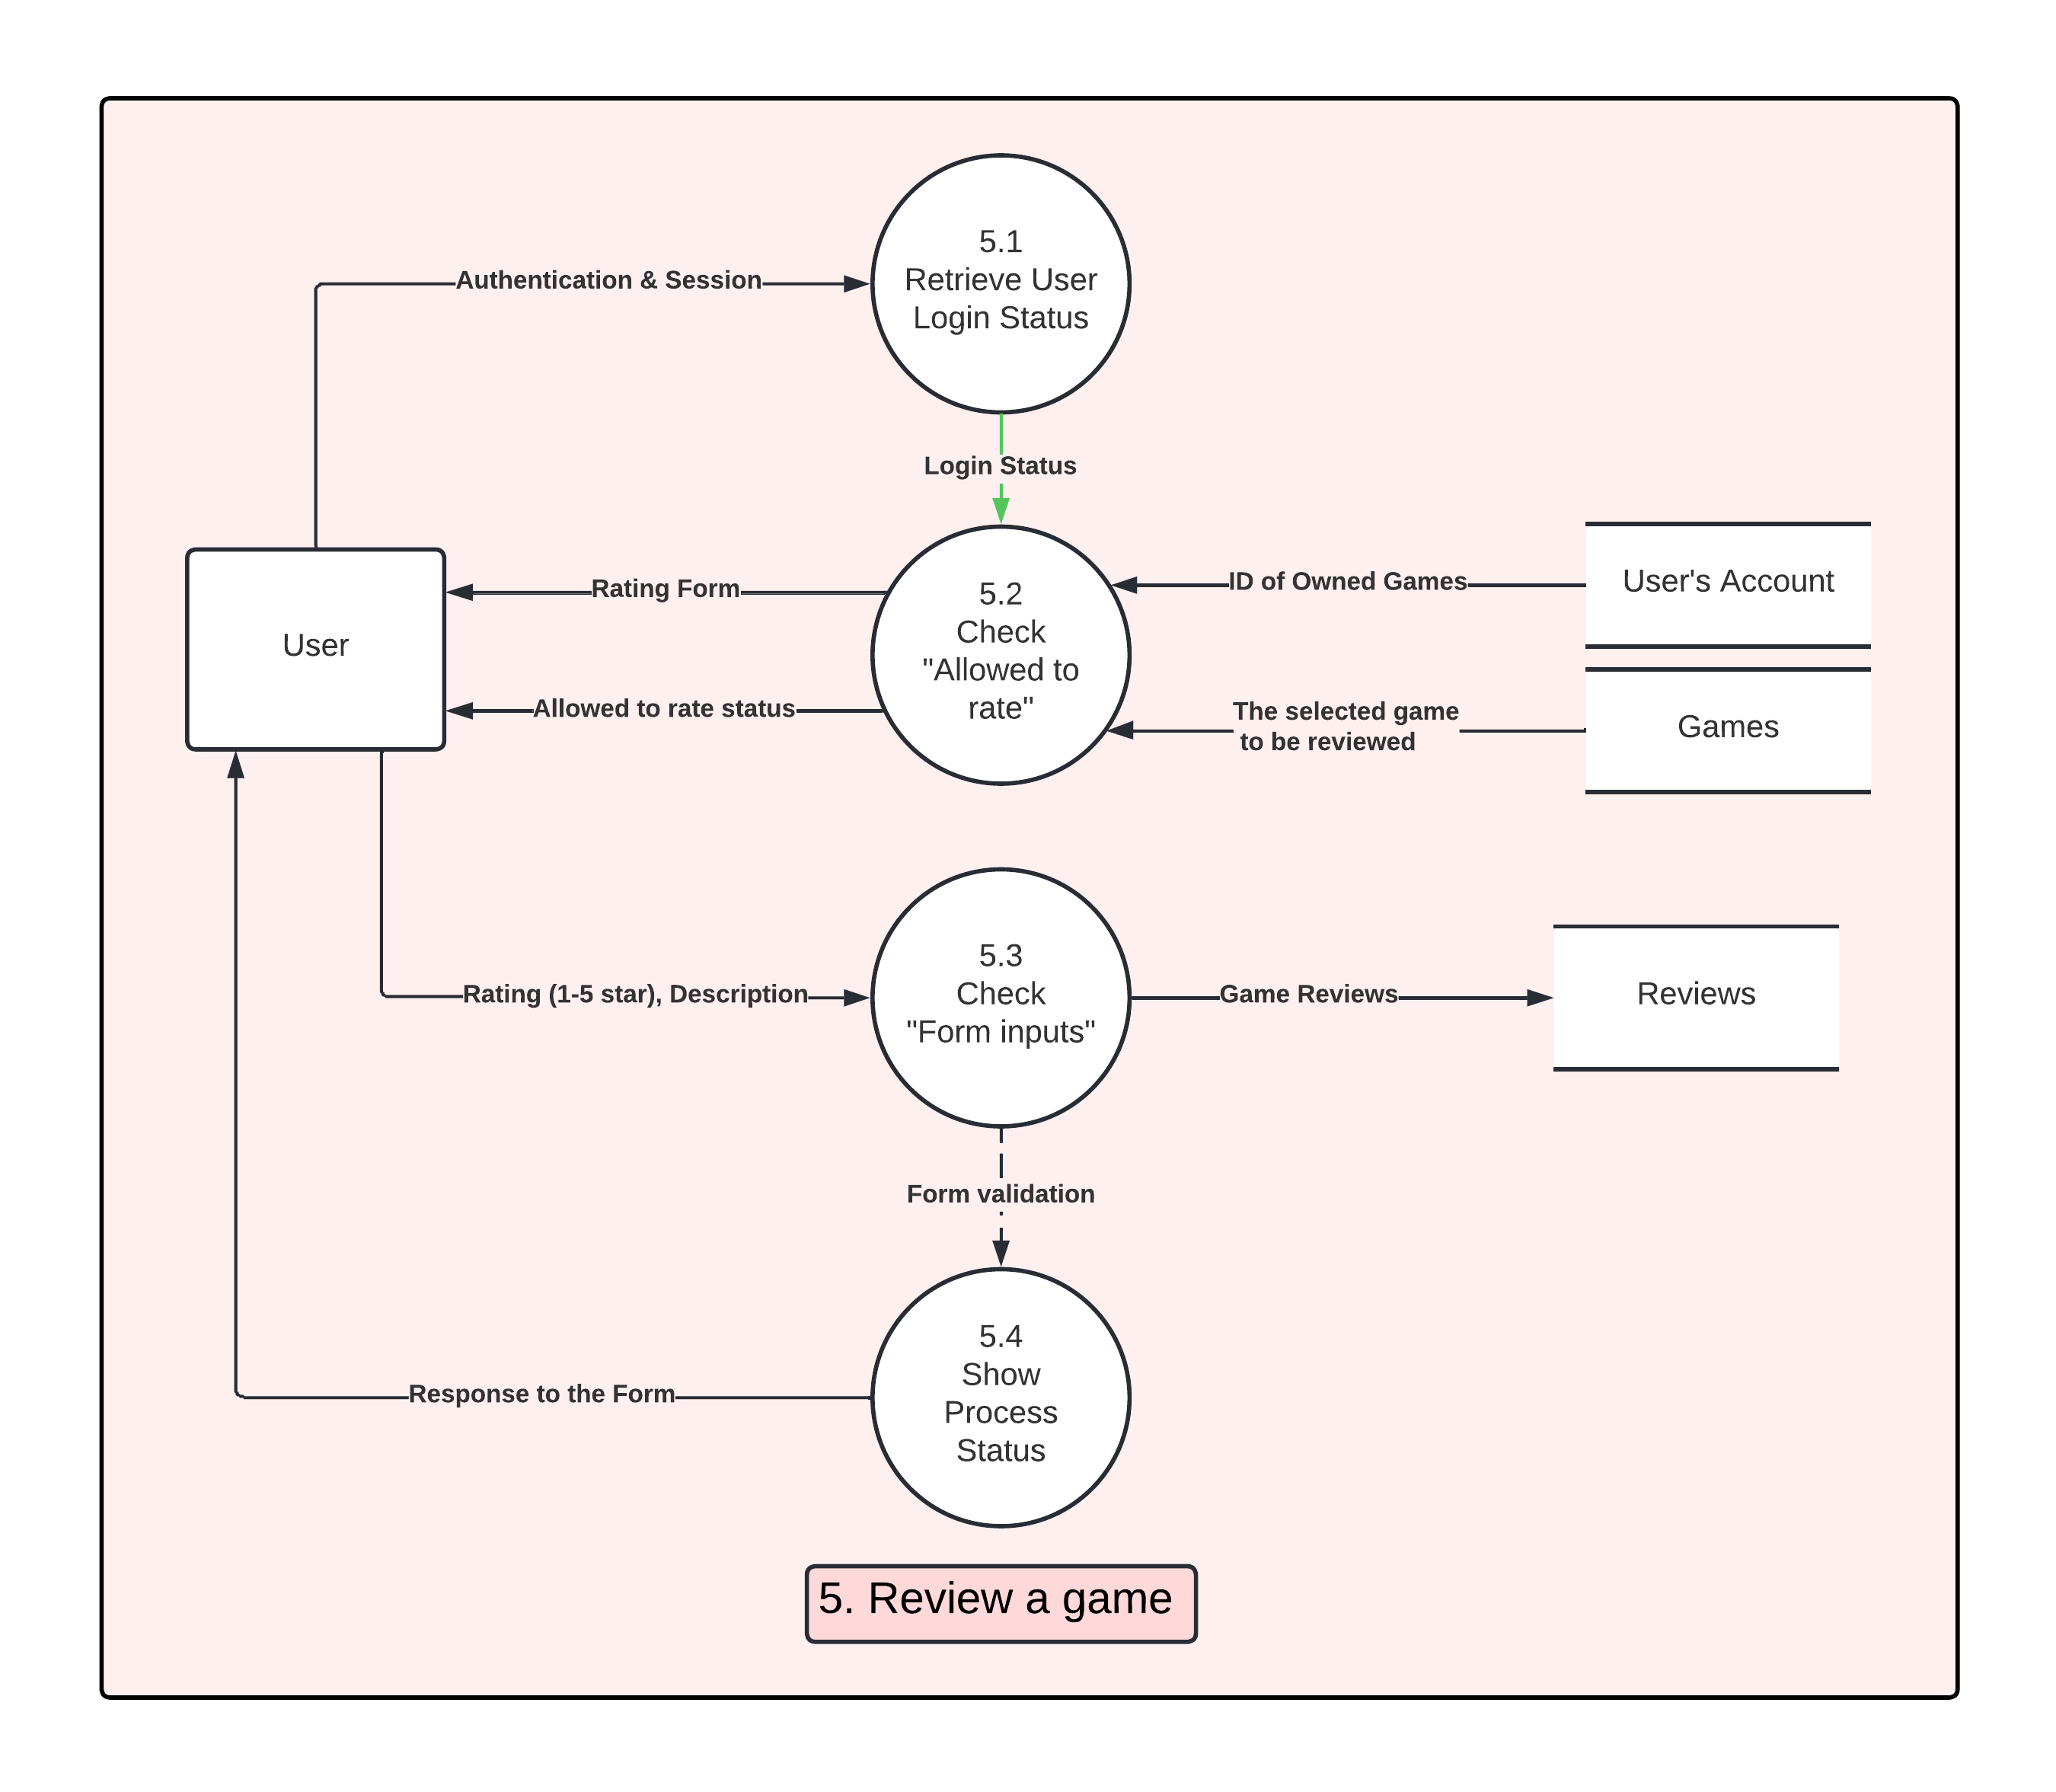 5.1
Retrieve User
Login Status
Authentication & Session
Login Status
User
Rating Form
Allowed to rate status
5.2
Check
"Allowed to
rate"
ID of Owned Games
User's Account
The selected game
to be reviewed
Games
Rating (1-5 star), Description
5.3
Check
"Form inputs"
Game Reviews
Reviews
Form validation
Response to the Form
5.4
Show
Process
Status
5. Review a game